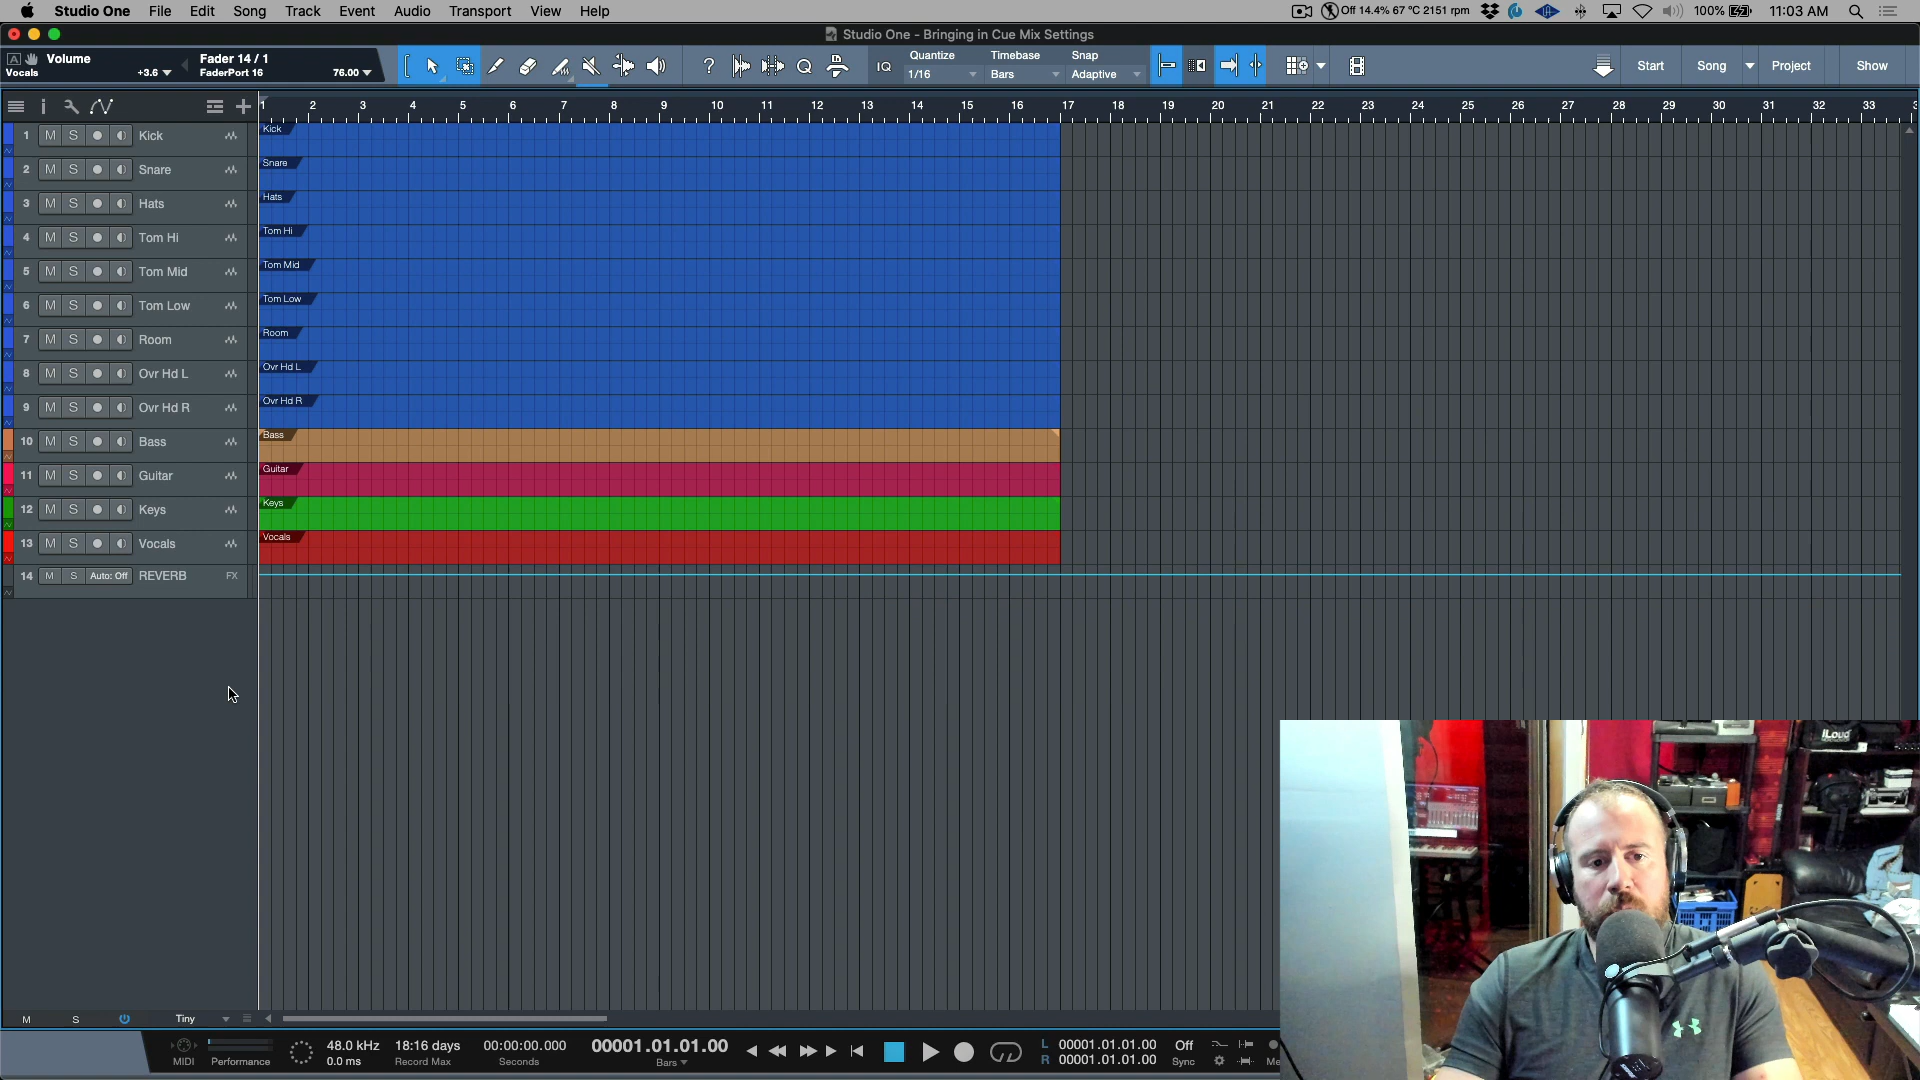 Studio One File Edit Song Track Event Audio Transport View Help
Off 14.4% 67 °C 2151 rpm 100% 11:03 AM
Studio One - Bringing in Cue Mix Settings
A Volume Fader 14 / 1
Vocals +3.6 FaderPort 16 76.00
Quantize Timebase Snap
IQ 1/16 Bars Adaptive
Start Song Project Show
1 2 3 4 5 6 7 8 9 10 11 12 13 14 15 16 17 18 19 20 21 22 23 24 25 26 27 28 29 30 31 32 33
1 M S Kick Kick
2 M S Snare Snare
3 M S Hats Hats
4 M S Tom Hi Tom Hi
5 M S Tom Mid Tom Mid
6 M S Tom Low Tom Low
7 M S Room Room
8 M S Ovr Hd L Ovr Hd L
9 M S Ovr Hd R Ovr Hd R
10 M S Bass Bass
11 M S Guitar Guitar
12 M S Keys Keys
13 M S Vocals Vocals
14 M S Auto: Off REVERB FX
iLoud
M S Tiny
MIDI Performance
48.0 kHz 18:16 days 00:00:00.000 00001.01.01.00 L 00001.01.01.00 Off
0.0 ms Record Max Seconds Bars R 00001.01.01.00 Sync Me